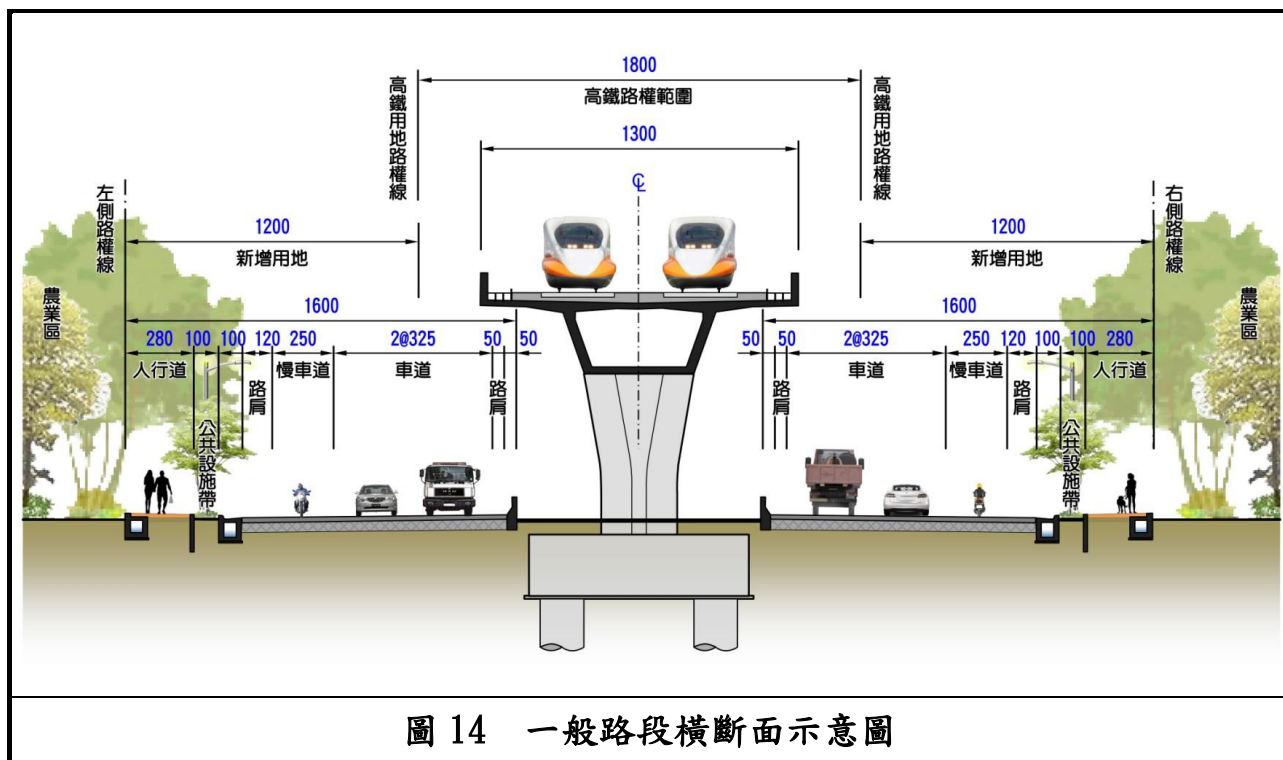 1800
高鐵路權範圍
高鐵用地路權線
高鐵用地路權線
1300
℄
左側路權線
右側路權線
1200
新增用地
1200
新增用地
農業區
農業區
1600
1600
280 100 100 120 250 2@325 50 50
人行道 路肩 慢車道 車道 路肩
公共設施帶
50 50 2@325 250 120 100 100 280
路肩 車道 慢車道 路肩 人行道
公共設施帶
圖 14 一般路段橫斷面示意圖